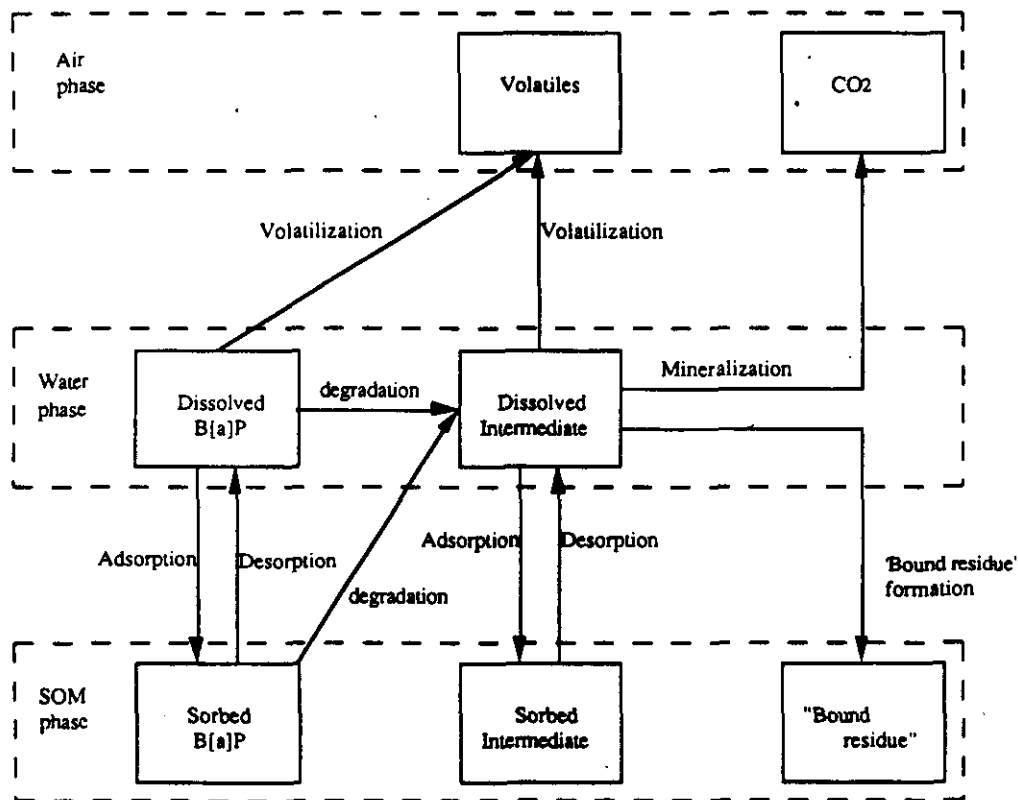 Air
phase
Volatiles
CO2
Volatilization
Volatilization
Water
phase
Dissolved
B[a]P
degradation
Dissolved
Intermediate
Mineralization
Adsorption
Desorption
degradation
Adsorption
Desorption
'Bound residue'
formation
SOM
phase
Sorbed
B[a]P
Sorbed
Intermediate
"Bound
residue"